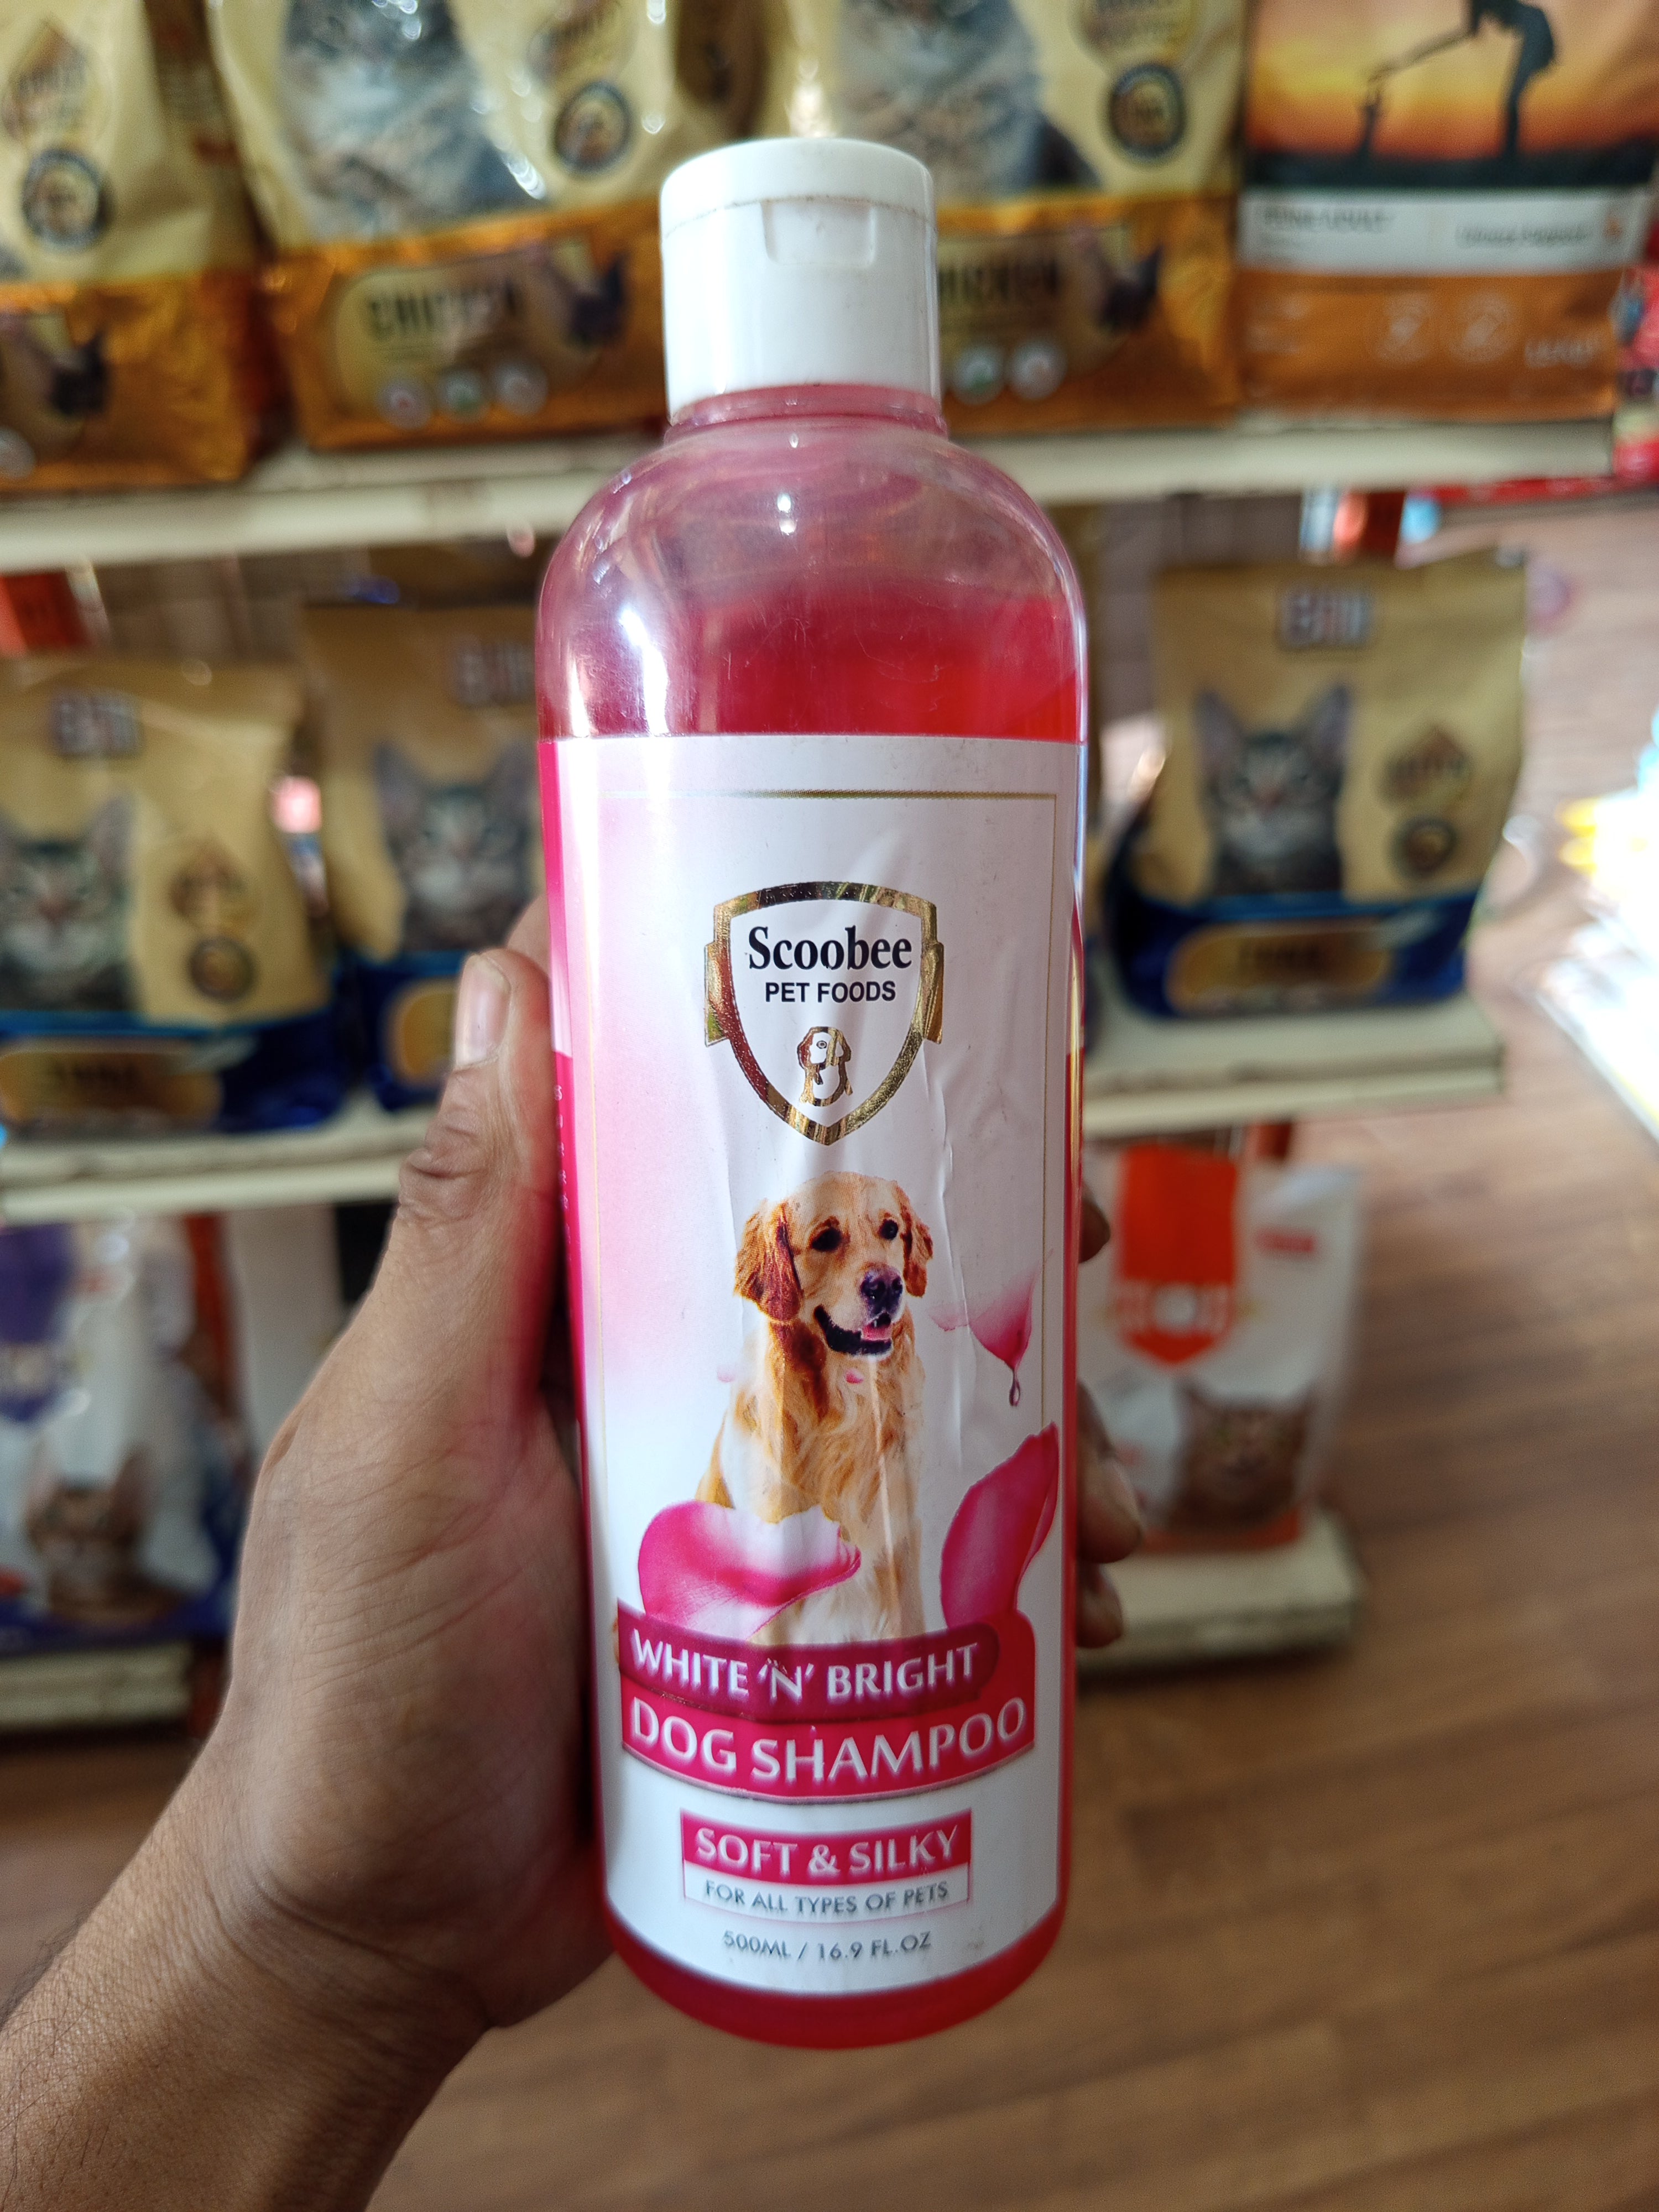 CHICKEN
Scoobee
PET FOODS
WHITE 'N' BRIGHT
DOG SHAMPOO
SOFT & SILKY
FOR ALL TYPES OF PETS
500ML / 16.9 FL.OZ